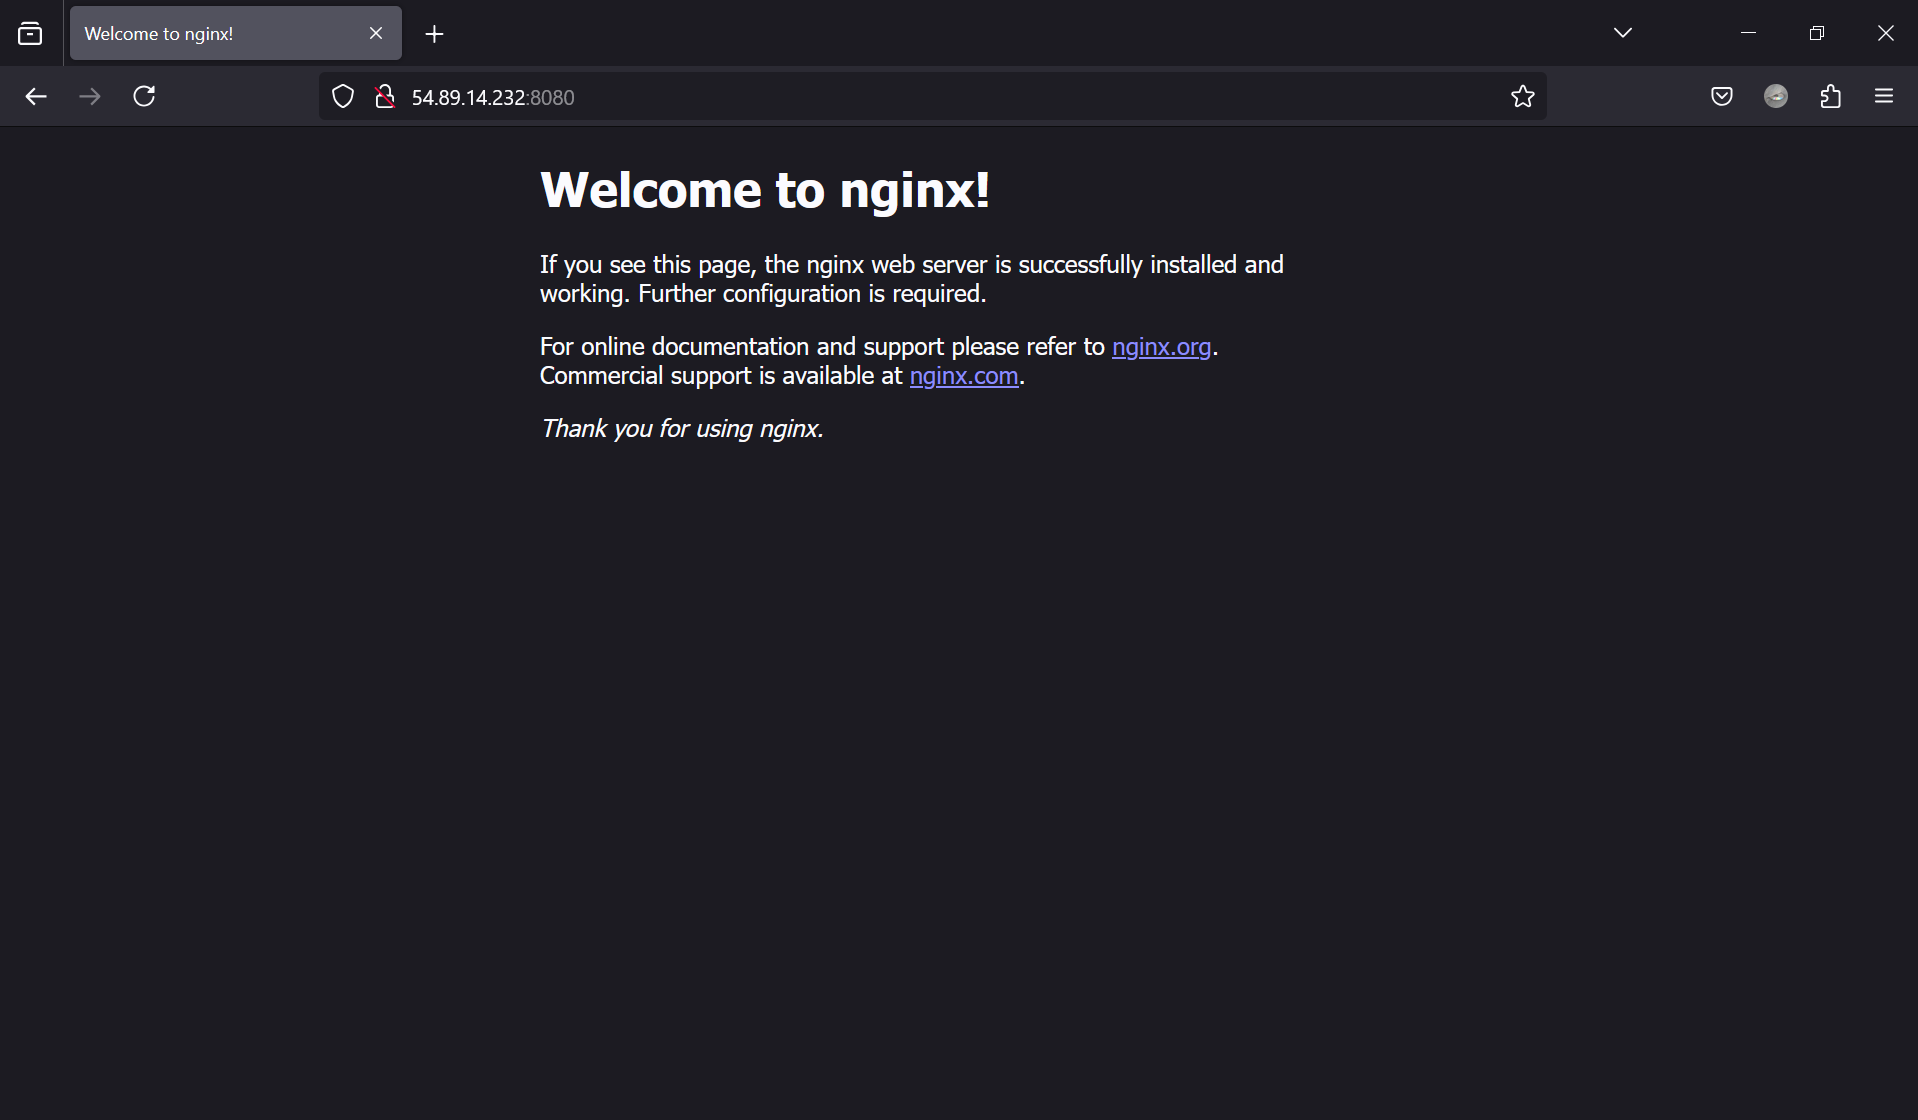 Welcome to nginx!
54.89.14.232:8080
Welcome to nginx!
If you see this page, the nginx web server is successfully installed and
working. Further configuration is required.
For online documentation and support please refer to nginx.org.
Commercial support is available at nginx.com.
Thank you for using nginx.